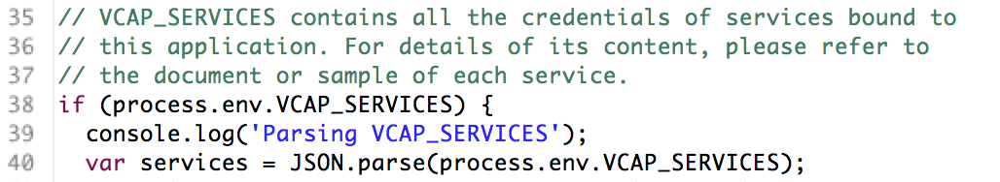 35 // VCAP_SERVICES contains all the credentials of services bound to
36 // this application. For details of its content, please refer to
37 // the document or sample of each service.
38 if (process.env.VCAP_SERVICES) {
39   console.log('Parsing VCAP_SERVICES');
40   var services = JSON.parse(process.env.VCAP_SERVICES);